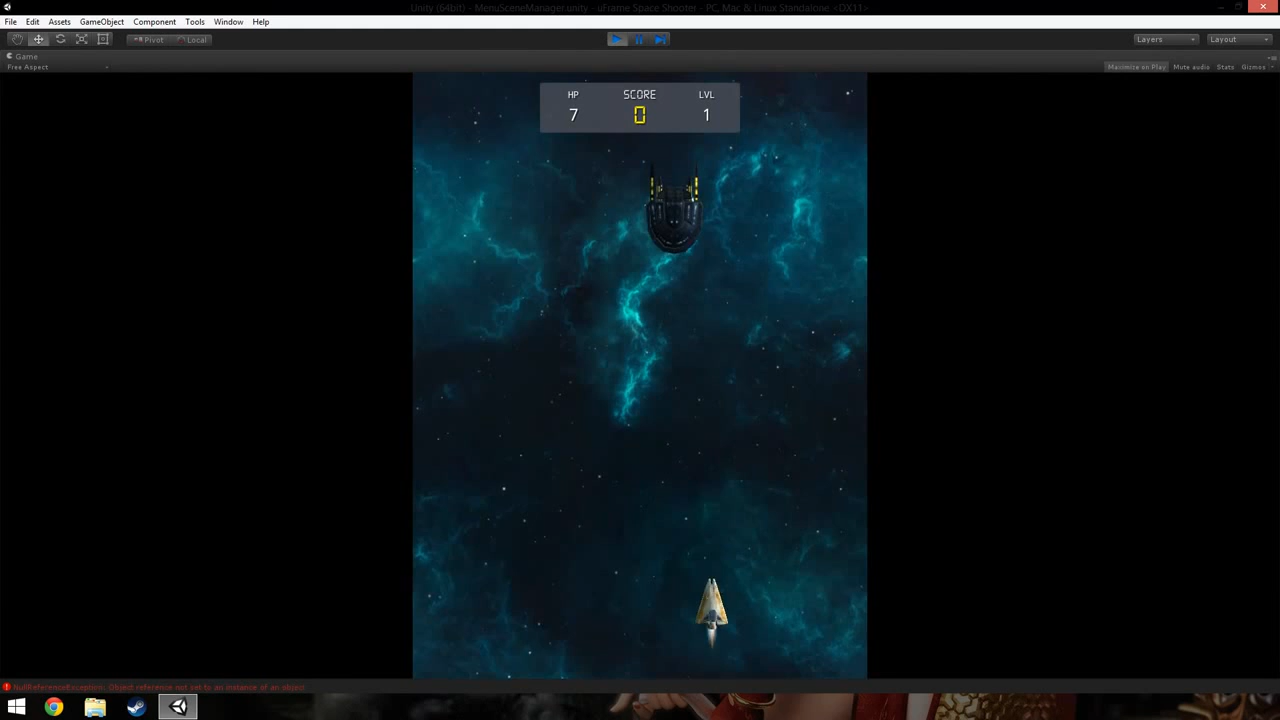 Unity (64bit) - MenuSceneManager.unity - uFrame Space Shooter - PC, Mac & Linux Standalone <DX11>
File Edit Assets GameObject Component Tools Window Help
Pivot Local Layers Layout
Game
Free Aspect Maximize on Play Mute audio Stats Gizmos
HP SCORE LVL
7 0 1
NullReferenceException: Object reference not set to an instance of an object